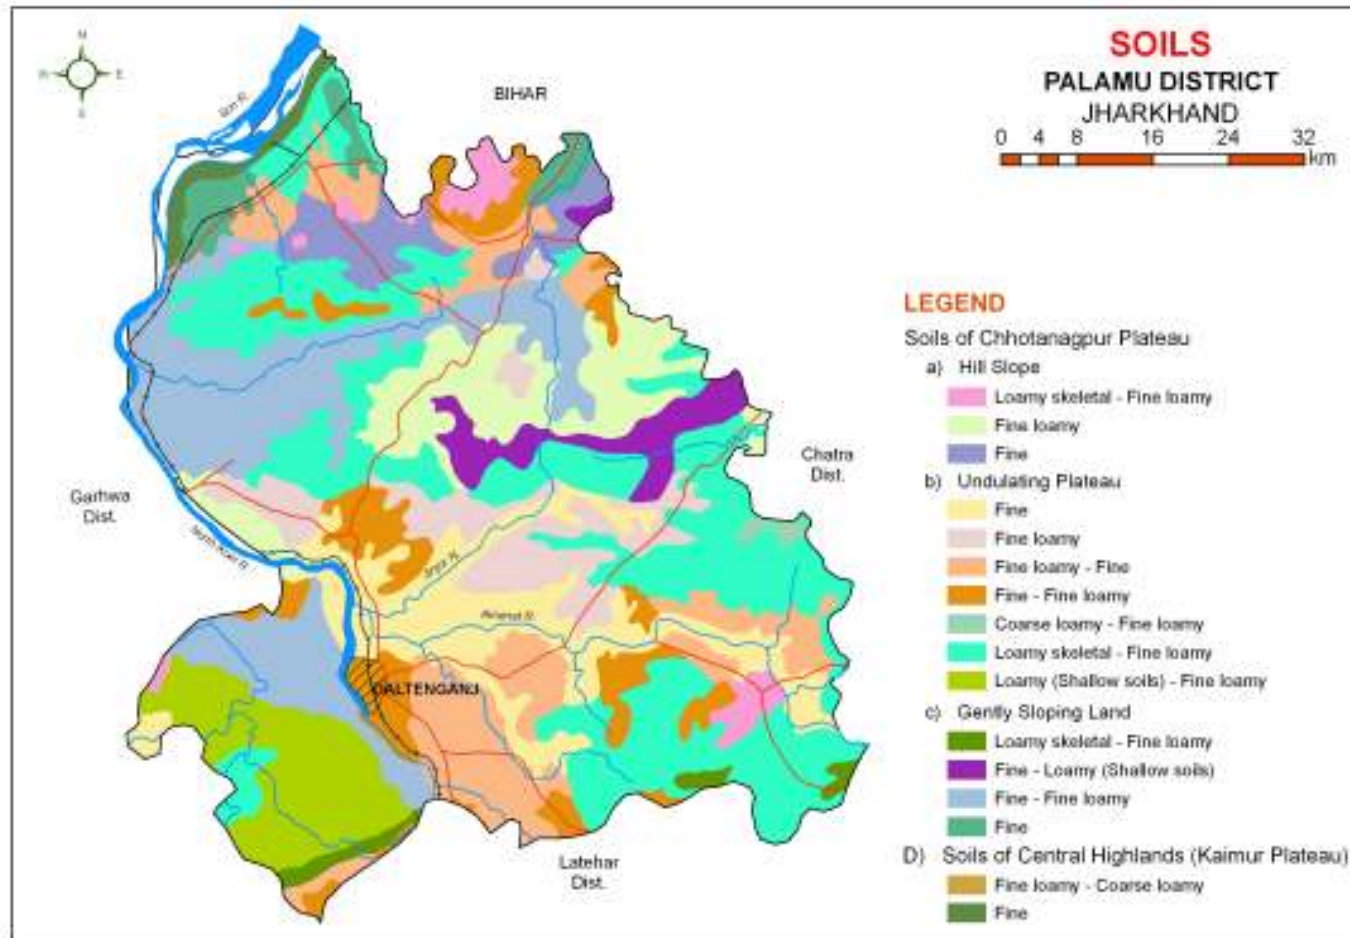 SOILS
PALAMU DISTRICT
JHARKHAND
0 4 8 16 24 32
km
N
W E
S
Son R.
BIHAR
Chatra
Dist.
Garhwa
Dist.
North Koel R.
Amanat R.
DALTENGANJ
Latehar
Dist.
LEGEND
Soils of Chhotanagpur Plateau
a) Hill Slope
Loamy skeletal - Fine loamy
Fine loamy
Fine
b) Undulating Plateau
Fine
Fine loamy
Fine loamy - Fine
Fine - Fine loamy
Coarse loamy - Fine loamy
Loamy skeletal - Fine loamy
Loamy (Shallow soils) - Fine loamy
c) Gently Sloping Land
Loamy skeletal - Fine loamy
Fine - Loamy (Shallow soils)
Fine - Fine loamy
Fine
D) Soils of Central Highlands (Kaimur Plateau)
Fine loamy - Coarse loamy
Fine